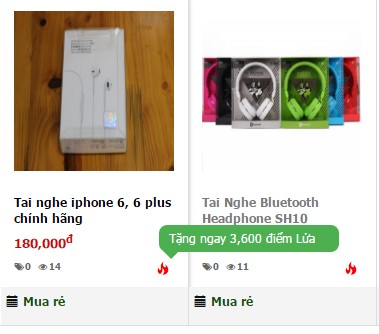 Tai nghe iphone 6, 6 plus
chính hãng
180,000đ
0 14
Mua rẻ
Tai Nghe Bluetooth
Headphone SH10
Tặng ngay 3,600 điểm Lửa
0 11
Mua rẻ